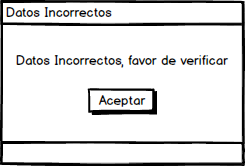 Datos Incorrectos
Datos Incorrectos, favor de verificar
Aceptar